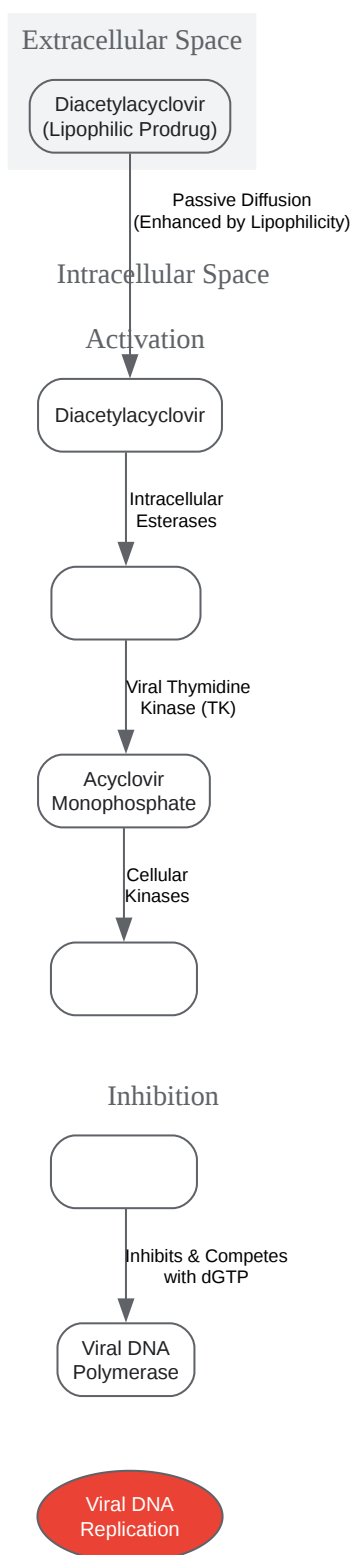 Extracellular Space
Diacetylacyclovir
(Lipophilic Prodrug)
Passive Diffusion
(Enhanced by Lipophilicity)
Intracellular Space
Activation
Diacetylacyclovir
Intracellular
Esterases
Viral Thymidine
Kinase (TK)
Acyclovir
Monophosphate
Cellular
Kinases
Inhibition
Inhibits & Competes
with dGTP
Viral DNA
Polymerase
Viral DNA
Replication